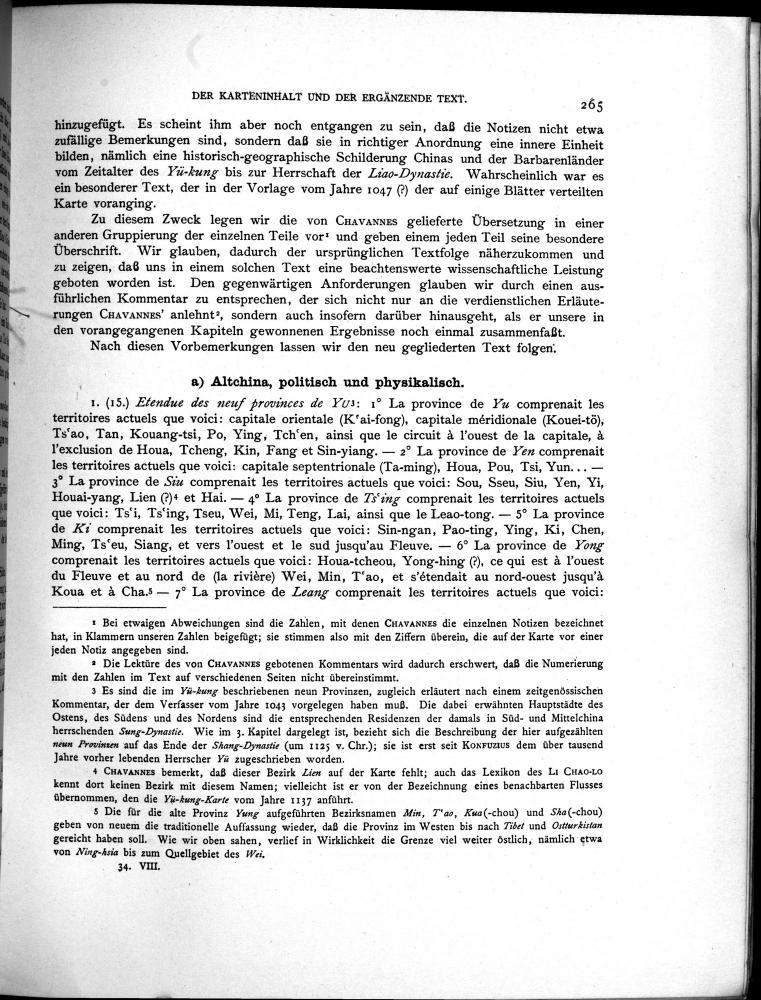 DER KARTENINHALT UND DER ERGÄNZENDE TEXT.
265
hinzugefügt. Es scheint ihm aber noch entgangen zu sein, daß die Notizen nicht etwa
zufällige Bemerkungen sind, sondern daß sie in richtiger Anordnung eine innere Einheit
bilden, nämlich eine historisch-geographische Schilderung Chinas und der Barbarenländer
vom Zeitalter des Yü-kung bis zur Herrschaft der Liao-Dynastie. Wahrscheinlich war es
ein besonderer Text, der in der Vorlage vom Jahre 1047 (?) der auf einige Blätter verteilten
Karte voranging.
Zu diesem Zweck legen wir die von CHAVANNES gelieferte Übersetzung in einer
anderen Gruppierung der einzelnen Teile vor¹ und geben einem jeden Teil seine besondere
Überschrift. Wir glauben, dadurch der ursprünglichen Textfolge näherzukommen und
zu zeigen, daß uns in einem solchen Text eine beachtenswerte wissenschaftliche Leistung
geboten worden ist. Den gegenwärtigen Anforderungen glauben wir durch einen aus-
führlichen Kommentar zu entsprechen, der sich nicht nur an die verdienstlichen Erläute-
rungen CHAVANNES' anlehnt², sondern auch insofern darüber hinausgeht, als er unsere in
den vorangegangenen Kapiteln gewonnenen Ergebnisse noch einmal zusammenfaßt.
Nach diesen Vorbemerkungen lassen wir den neu gegliederten Text folgen.
a) Altchina, politisch und physikalisch.
1. (15.) Etendue des neuf provinces de YU³: 1° La province de Yu comprenait les
territoires actuels que voici: capitale orientale (K‘ai-fong), capitale méridionale (Kouei-tö),
Ts‘ao, Tan, Kouang-tsi, Po, Ying, Tch‘en, ainsi que le circuit à l'ouest de la capitale, à
l'exclusion de Houa, Tcheng, Kin, Fang et Sin-yiang. — 2° La province de Yen comprenait
les territoires actuels que voici: capitale septentrionale (Ta-ming), Houa, Pou, Tsi, Yun... —
3° La province de Siu comprenait les territoires actuels que voici: Sou, Sseu, Siu, Yen, Yi,
Houai-yang, Lien (?)⁴ et Hai. — 4° La province de Ts‘ing comprenait les territoires actuels
que voici: Ts‘i, Ts‘ing, Tseu, Wei, Mi, Teng, Lai, ainsi que le Leao-tong. — 5° La province
de Ki comprenait les territoires actuels que voici: Sin-ngan, Pao-ting, Ying, Ki, Chen,
Ming, Ts‘eu, Siang, et vers l'ouest et le sud jusqu'au Fleuve. — 6° La province de Yong
comprenait les territoires actuels que voici: Houa-tcheou, Yong-hing (?), ce qui est à l'ouest
du Fleuve et au nord de (la rivière) Wei, Min, T‘ao, et s'étendait au nord-ouest jusqu'à
Koua et à Cha.⁵ — 7° La province de Leang comprenait les territoires actuels que voici:
¹ Bei etwaigen Abweichungen sind die Zahlen, mit denen CHAVANNES die einzelnen Notizen bezeichnet
hat, in Klammern unseren Zahlen beigefügt; sie stimmen also mit den Ziffern überein, die auf der Karte vor einer
jeden Notiz angegeben sind.
² Die Lektüre des von CHAVANNES gebotenen Kommentars wird dadurch erschwert, daß die Numerierung
mit den Zahlen im Text auf verschiedenen Seiten nicht übereinstimmt.
³ Es sind die im Yü-kung beschriebenen neun Provinzen, zugleich erläutert nach einem zeitgenössischen
Kommentar, der dem Verfasser vom Jahre 1043 vorgelegen haben muß. Die dabei erwähnten Hauptstädte des
Ostens, des Südens und des Nordens sind die entsprechenden Residenzen der damals in Süd- und Mittelchina
herrschenden Sung-Dynastie. Wie im 3. Kapitel dargelegt ist, bezieht sich die Beschreibung der hier aufgezählten
neun Provinzen auf das Ende der Shang-Dynastie (um 1125 v. Chr.); sie ist erst seit KONFUZIUS dem über tausend
Jahre vorher lebenden Herrscher Yü zugeschrieben worden.
⁴ CHAVANNES bemerkt, daß dieser Bezirk Lien auf der Karte fehlt; auch das Lexikon des LI CHAO-LO
kennt dort keinen Bezirk mit diesem Namen; vielleicht ist er von der Bezeichnung eines benachbarten Flusses
übernommen, den die Yü-kung-Karte vom Jahre 1137 anführt.
⁵ Die für die alte Provinz Yung aufgeführten Bezirksnamen Min, T‘ao, Kua(-chou) und Sha(-chou)
geben von neuem die traditionelle Auffassung wieder, daß die Provinz im Westen bis nach Tibet und Ostturkistan
gereicht haben soll. Wie wir oben sahen, verlief in Wirklichkeit die Grenze viel weiter östlich, nämlich etwa
von Ning-hsia bis zum Quellgebiet des Wei.
34. VIII.